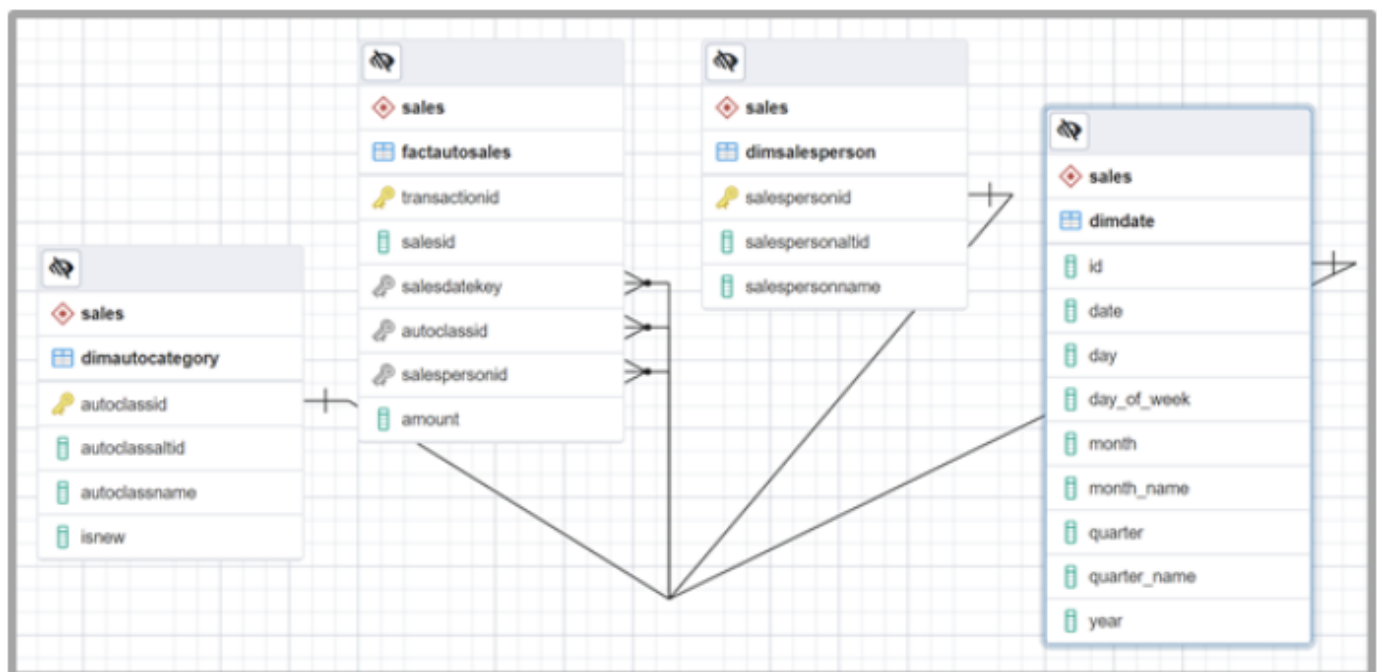 sales
dimautocategory
autoclassid
autoclassaltid
autoclassname
isnew
sales
factautosales
transactionid
salesid
salesdatekey
autoclassid
salespersonid
amount
sales
dimsalesperson
salespersonid
salespersonaltid
salespersonname
sales
dimdate
id
date
day
day_of_week
month
month_name
quarter
quarter_name
year